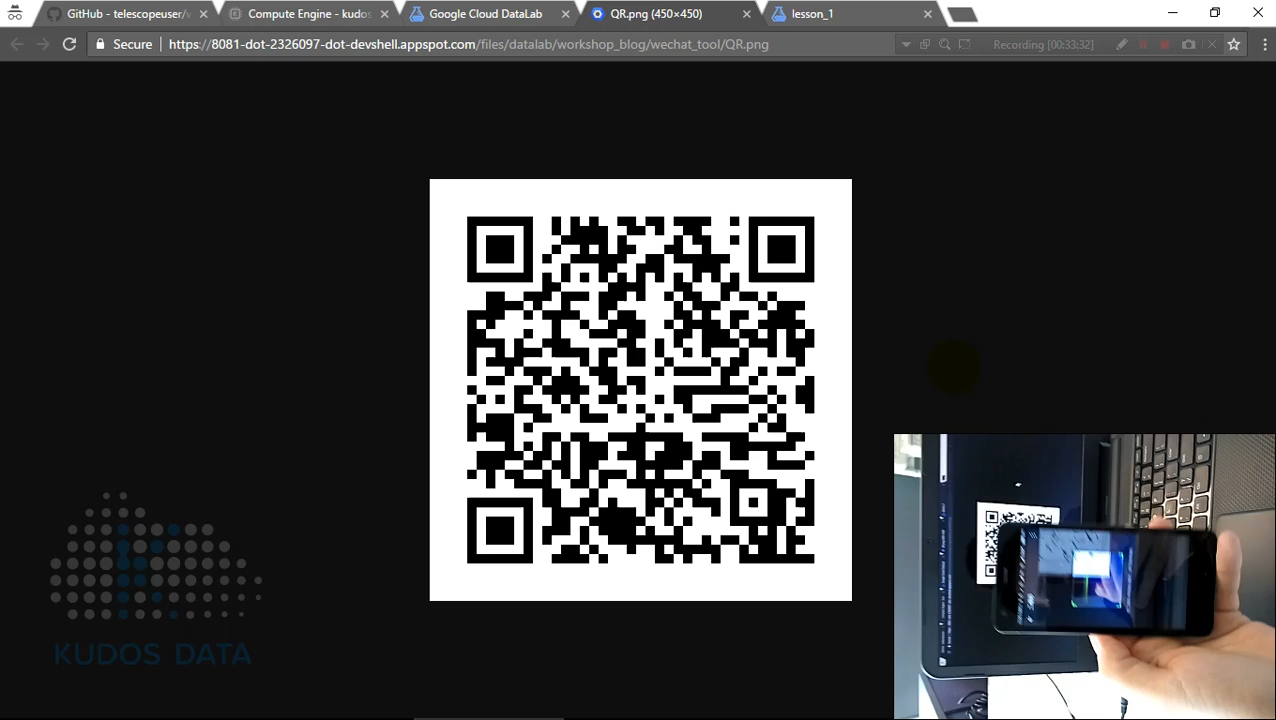 GitHub - telescopeuser/v
Compute Engine - kudos
Google Cloud DataLab
QR.png (450×450)
lesson_1
Secure
https://8081-dot-2326097-dot-devshell.appspot.com/files/datalab/workshop_blog/wechat_tool/QR.png
Recording [00:33:32]
KUDOS DATA